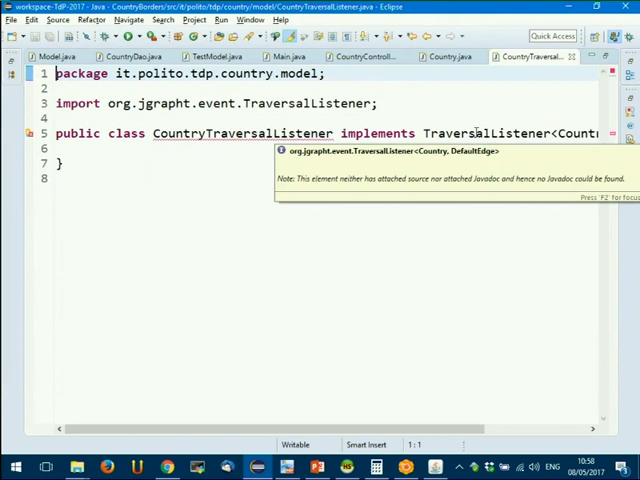 workspace-TdP-2017 - Java - CountryBorders/src/it/polito/tdp/country/model/CountryTraversalListener.java - Eclipse
File Edit Source Refactor Navigate Search Project Run Window Help
Quick Access
Model.java CountryDao.java TestModel.java Main.java CountryControll... Country.java CountryTraversal...
1 package it.polito.tdp.country.model;
2
3 import org.jgrapht.event.TraversalListener;
4
5 public class CountryTraversalListener implements TraversalListener<Countr
6
7 }
8
org.jgrapht.event.TraversalListener<Country, DefaultEdge>
Note: This element neither has attached source nor attached Javadoc and hence no Javadoc could be found.
Press 'F2' for focus
Writable Smart Insert 1 : 1
ENG
10:58
08/05/2017